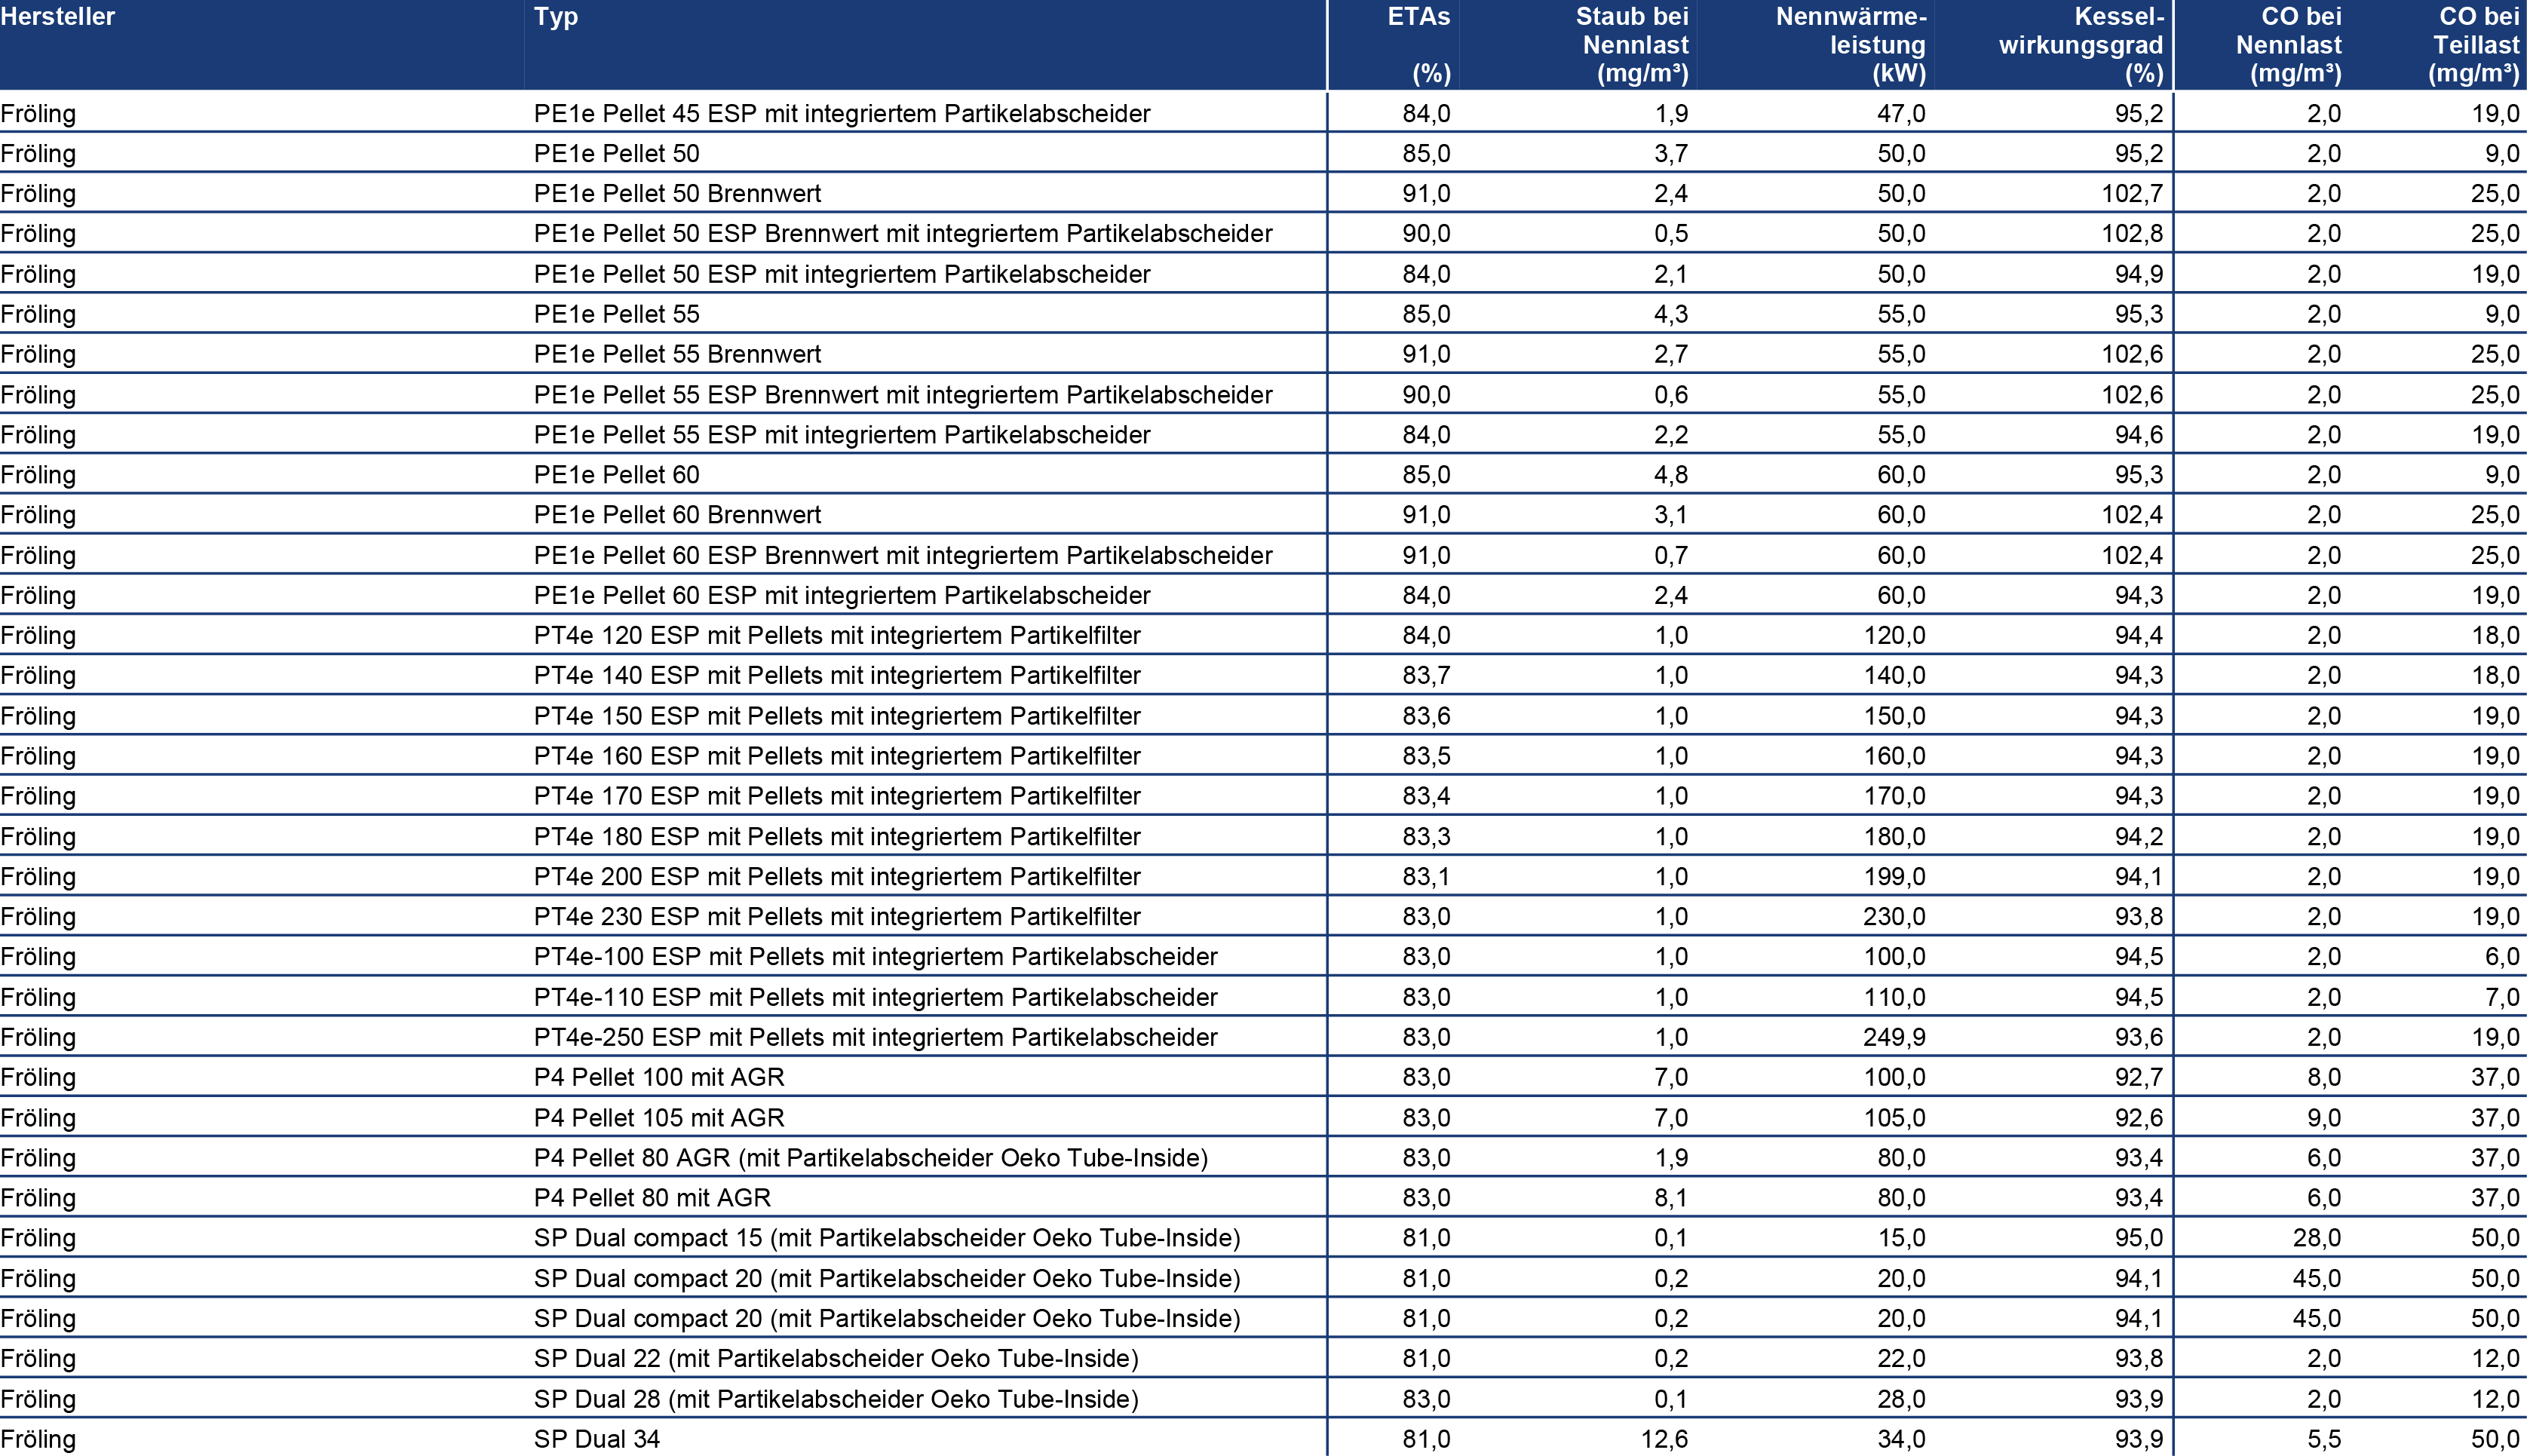 Hersteller Typ ETAs (%) Staub bei Nennlast (mg/m³) Nennwärme-leistung (kW) Kessel-wirkungsgrad (%) CO bei Nennlast (mg/m³) CO bei Teillast (mg/m³)
Fröling PE1e Pellet 45 ESP mit integriertem Partikelabscheider 84,0 1,9 47,0 95,2 2,0 19,0
Fröling PE1e Pellet 50 85,0 3,7 50,0 95,2 2,0 9,0
Fröling PE1e Pellet 50 Brennwert 91,0 2,4 50,0 102,7 2,0 25,0
Fröling PE1e Pellet 50 ESP Brennwert mit integriertem Partikelabscheider 90,0 0,5 50,0 102,8 2,0 25,0
Fröling PE1e Pellet 50 ESP mit integriertem Partikelabscheider 84,0 2,1 50,0 94,9 2,0 19,0
Fröling PE1e Pellet 55 85,0 4,3 55,0 95,3 2,0 9,0
Fröling PE1e Pellet 55 Brennwert 91,0 2,7 55,0 102,6 2,0 25,0
Fröling PE1e Pellet 55 ESP Brennwert mit integriertem Partikelabscheider 90,0 0,6 55,0 102,6 2,0 25,0
Fröling PE1e Pellet 55 ESP mit integriertem Partikelabscheider 84,0 2,2 55,0 94,6 2,0 19,0
Fröling PE1e Pellet 60 85,0 4,8 60,0 95,3 2,0 9,0
Fröling PE1e Pellet 60 Brennwert 91,0 3,1 60,0 102,4 2,0 25,0
Fröling PE1e Pellet 60 ESP Brennwert mit integriertem Partikelabscheider 91,0 0,7 60,0 102,4 2,0 25,0
Fröling PE1e Pellet 60 ESP mit integriertem Partikelabscheider 84,0 2,4 60,0 94,3 2,0 19,0
Fröling PT4e 120 ESP mit Pellets mit integriertem Partikelfilter 84,0 1,0 120,0 94,4 2,0 18,0
Fröling PT4e 140 ESP mit Pellets mit integriertem Partikelfilter 83,7 1,0 140,0 94,3 2,0 18,0
Fröling PT4e 150 ESP mit Pellets mit integriertem Partikelfilter 83,6 1,0 150,0 94,3 2,0 19,0
Fröling PT4e 160 ESP mit Pellets mit integriertem Partikelfilter 83,5 1,0 160,0 94,3 2,0 19,0
Fröling PT4e 170 ESP mit Pellets mit integriertem Partikelfilter 83,4 1,0 170,0 94,3 2,0 19,0
Fröling PT4e 180 ESP mit Pellets mit integriertem Partikelfilter 83,3 1,0 180,0 94,2 2,0 19,0
Fröling PT4e 200 ESP mit Pellets mit integriertem Partikelfilter 83,1 1,0 199,0 94,1 2,0 19,0
Fröling PT4e 230 ESP mit Pellets mit integriertem Partikelfilter 83,0 1,0 230,0 93,8 2,0 19,0
Fröling PT4e-100 ESP mit Pellets mit integriertem Partikelabscheider 83,0 1,0 100,0 94,5 2,0 6,0
Fröling PT4e-110 ESP mit Pellets mit integriertem Partikelabscheider 83,0 1,0 110,0 94,5 2,0 7,0
Fröling PT4e-250 ESP mit Pellets mit integriertem Partikelabscheider 83,0 1,0 249,9 93,6 2,0 19,0
Fröling P4 Pellet 100 mit AGR 83,0 7,0 100,0 92,7 8,0 37,0
Fröling P4 Pellet 105 mit AGR 83,0 7,0 105,0 92,6 9,0 37,0
Fröling P4 Pellet 80 AGR (mit Partikelabscheider Oeko Tube-Inside) 83,0 1,9 80,0 93,4 6,0 37,0
Fröling P4 Pellet 80 mit AGR 83,0 8,1 80,0 93,4 6,0 37,0
Fröling SP Dual compact 15 (mit Partikelabscheider Oeko Tube-Inside) 81,0 0,1 15,0 95,0 28,0 50,0
Fröling SP Dual compact 20 (mit Partikelabscheider Oeko Tube-Inside) 81,0 0,2 20,0 94,1 45,0 50,0
Fröling SP Dual compact 20 (mit Partikelabscheider Oeko Tube-Inside) 81,0 0,2 20,0 94,1 45,0 50,0
Fröling SP Dual 22 (mit Partikelabscheider Oeko Tube-Inside) 81,0 0,2 22,0 93,8 2,0 12,0
Fröling SP Dual 28 (mit Partikelabscheider Oeko Tube-Inside) 83,0 0,1 28,0 93,9 2,0 12,0
Fröling SP Dual 34 81,0 12,6 34,0 93,9 5,5 50,0